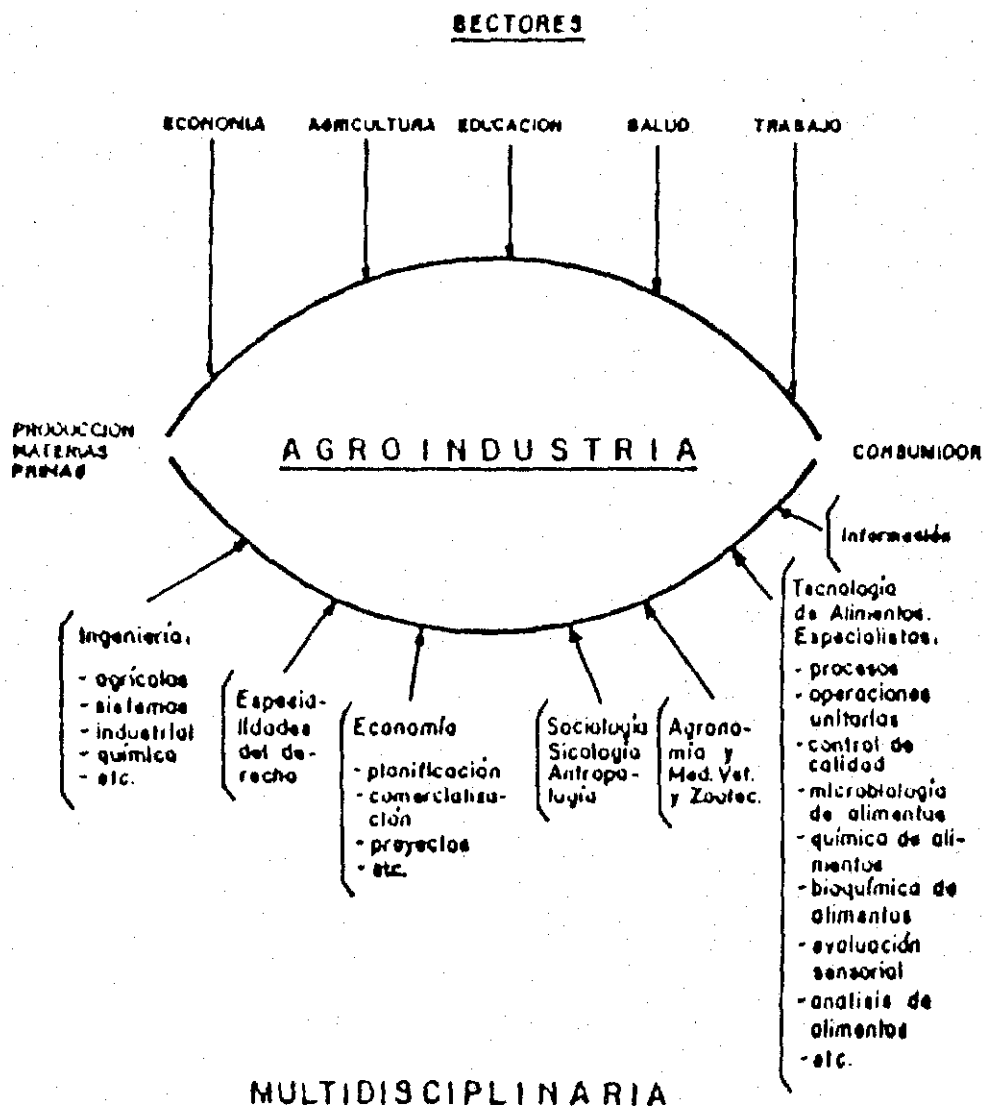 SECTORES
ECONOMIA AGRICULTURA EDUCACION SALUD TRABAJO
PRODUCCION
MATERIAS
PRIMAS
AGROINDUSTRIA
CONSUMIDOR
Información
Ingeniería:
- agrícolas
- sistemas
- industrial
- química
- etc.
Especia-
lidades
del de-
recho
Economía
- planificación
- comercializa-
ción
- proyectos
- etc.
Sociología
Sicología
Antropo-
logía
Agrono-
mía y
Med. Vet.
y Zootec.
Tecnología
de Alimentos.
Especialistas:
- procesos
- operaciones
unitarias
- control de
calidad
- microbiología
de alimentos
- química de ali-
mentos
- bioquímica de
alimentos
- evaluación
sensorial
- analisis de
alimentos
- etc.
MULTIDISCIPLINARIA